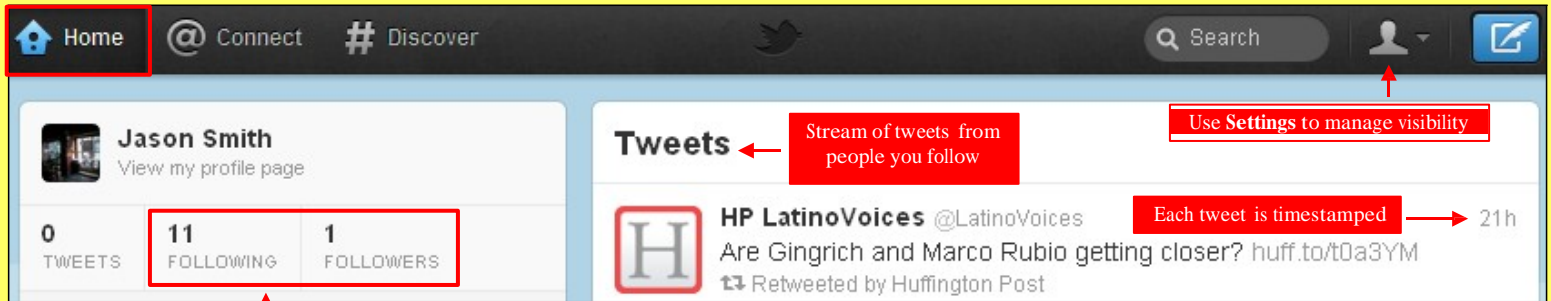 Home
@ Connect
# Discover
Search
Use Settings to manage visibility
Jason Smith
View my profile page
0
TWEETS
11
FOLLOWING
1
FOLLOWERS
Tweets
Stream of tweets from
people you follow
HP LatinoVoices @LatinoVoices
Each tweet is timestamped
21h
Are Gingrich and Marco Rubio getting closer? huff.to/t0a3YM
Retweeted by Huffington Post
H